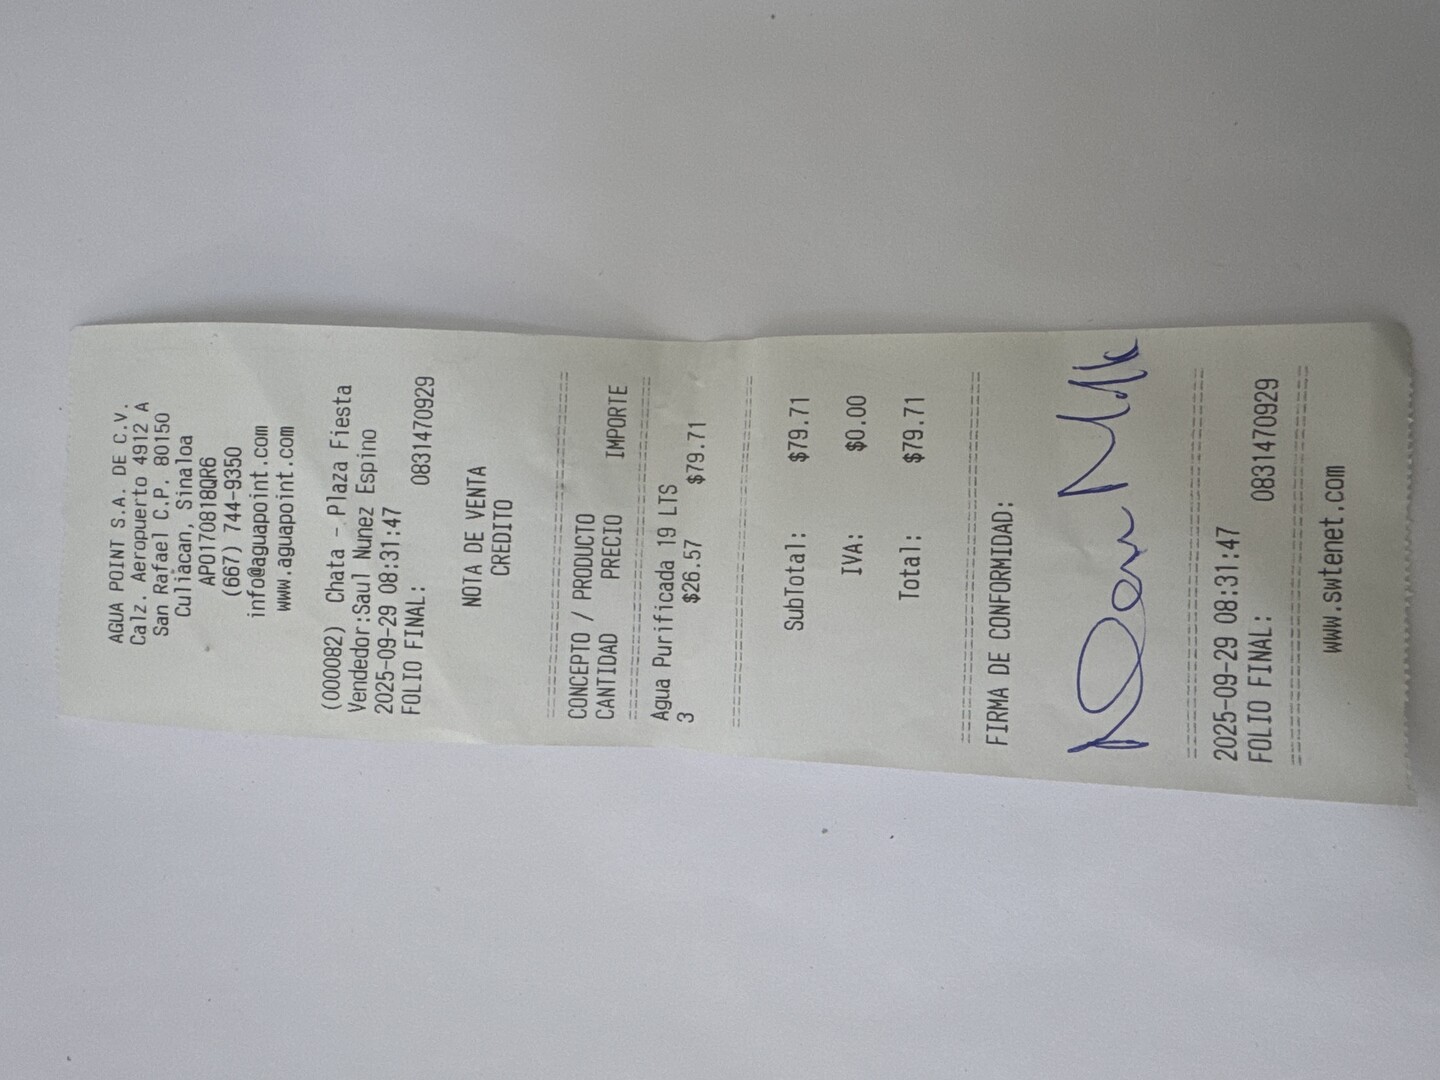 AGUA POINT S.A. DE C.V.
Calz. Aeropuerto 4912 A
San Rafael C.P. 80150
Culiacan, Sinaloa
APO170818QR6
(667) 744-9350
info@aguapoint.com
www.aguapoint.com
(000082) Chata - Plaza Fiesta
Vendedor:Saul Nunez Espino
2025-09-29 08:31:47
FOLIO FINAL: 0831470929
NOTA DE VENTA
CREDITO
CONCEPTO / PRODUCTO
CANTIDAD PRECIO IMPORTE
Agua Purificada 19 LTS
3 $26.57 $79.71
SubTotal: $79.71
IVA: $0.00
Total: $79.71
FIRMA DE CONFORMIDAD:
2025-09-29 08:31:47
FOLIO FINAL: 0831470929
www.swtenet.com